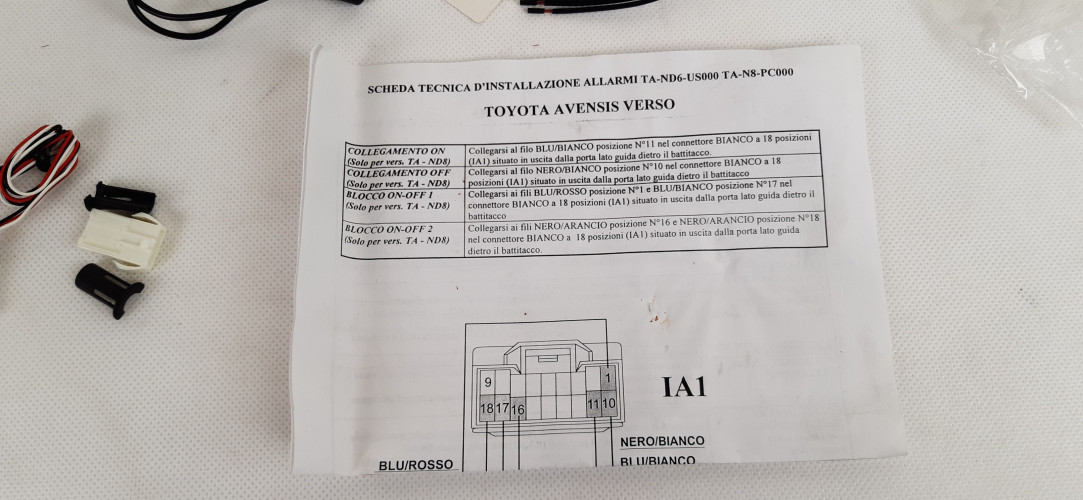 SCHEDA TECNICA D'INSTALLAZIONE ALLARMI TA-ND6-US000 TA-N8-PC000
TOYOTA AVENSIS VERSO
COLLEGAMENTO ON
(Solo per vers. TA - ND8)
Collegarsi al filo BLU/BIANCO posizione N°11 nel connettore BIANCO a 18 posizioni
(IA1) situato in uscita dalla porta lato guida dietro il battitacco.
COLLEGAMENTO OFF
(Solo per vers. TA - ND8)
Collegarsi al filo NERO/BIANCO posizione N°10 nel connettore BIANCO a 18
posizioni (IA1) situato in uscita dalla porta lato guida dietro il battitacco
BLOCCO ON-OFF 1
(Solo per vers. TA - ND8)
Collegarsi ai fili BLU/ROSSO posizione N°1 e BLU/BIANCO posizione N°17 nel
connettore BIANCO a 18 posizioni (IA1) situato in uscita dalla porta lato guida dietro il
battitacco
BLOCCO ON-OFF 2
(Solo per vers. TA - ND8)
Collegarsi ai fili NERO/ARANCIO posizione N°16 e NERO/ARANCIO posizione N°18
nel connettore BIANCO a 18 posizioni (IA1) situato in uscita dalla porta lato guida
dietro il battitacco.
9 1
18 17 16 11 10
IA1
NERO/BIANCO
BLU/ROSSO
BLU/BIANCO